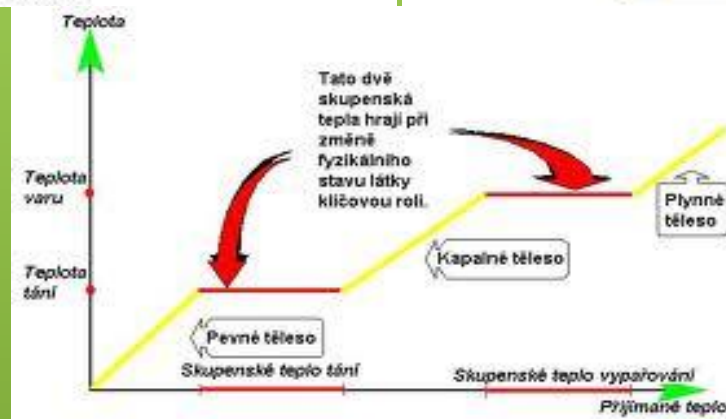 Teplota
Tato dvě
skupenská
tepla hrají při
změně
fyzikálního
stavu látky
klíčovou roli.
Teplota
varu
Plynné
těleso
Kapalné těleso
Teplota
tání
Pevné těleso
Skupenské teplo tání
Skupenské teplo vypařování
Přijímané teplo